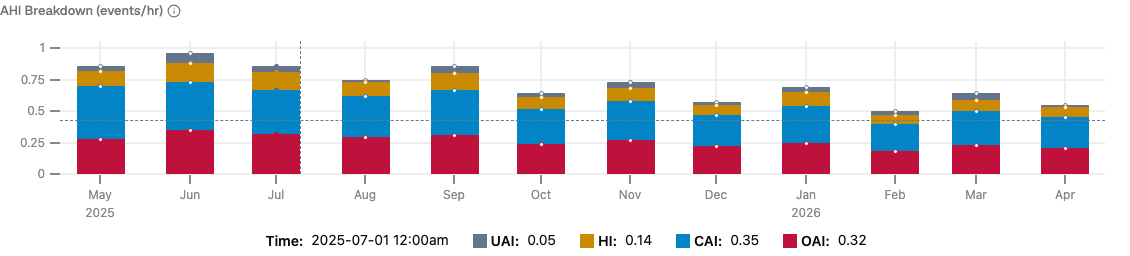 AHI Breakdown (events/hr)
1
0.75
0.5
0.25
0
May Jun Jul Aug Sep Oct Nov Dec Jan Feb Mar Apr
2025 2026
Time: 2025-07-01 12:00am UAI: 0.05 HI: 0.14 CAI: 0.35 OAI: 0.32